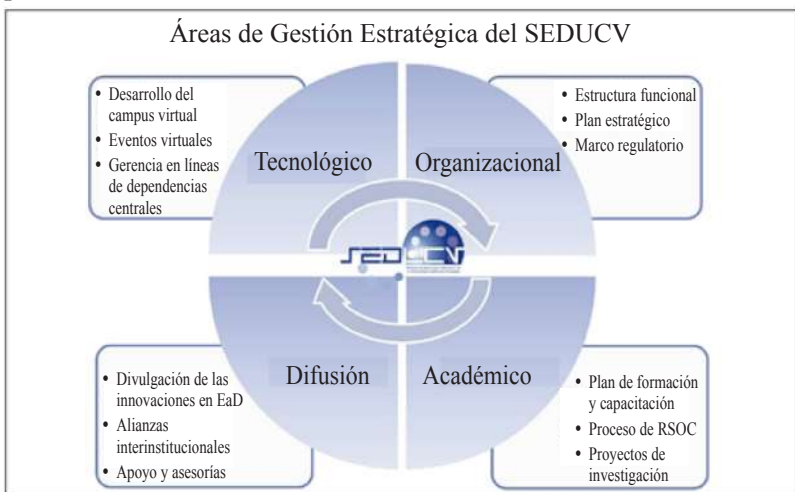 Áreas de Gestión Estratégica del SEDUCV
• Desarrollo del
campus virtual
• Eventos virtuales
• Gerencia en líneas
de dependencias
centrales
Tecnológico
Organizacional
• Estructura funcional
• Plan estratégico
• Marco regulatorio
• Divulgación de las
innovaciones en EaD
• Alianzas
interinstitucionales
• Apoyo y asesorías
Difusión
Académico
• Plan de formación
y capacitación
• Proceso de RSOC
• Proyectos de
investigación